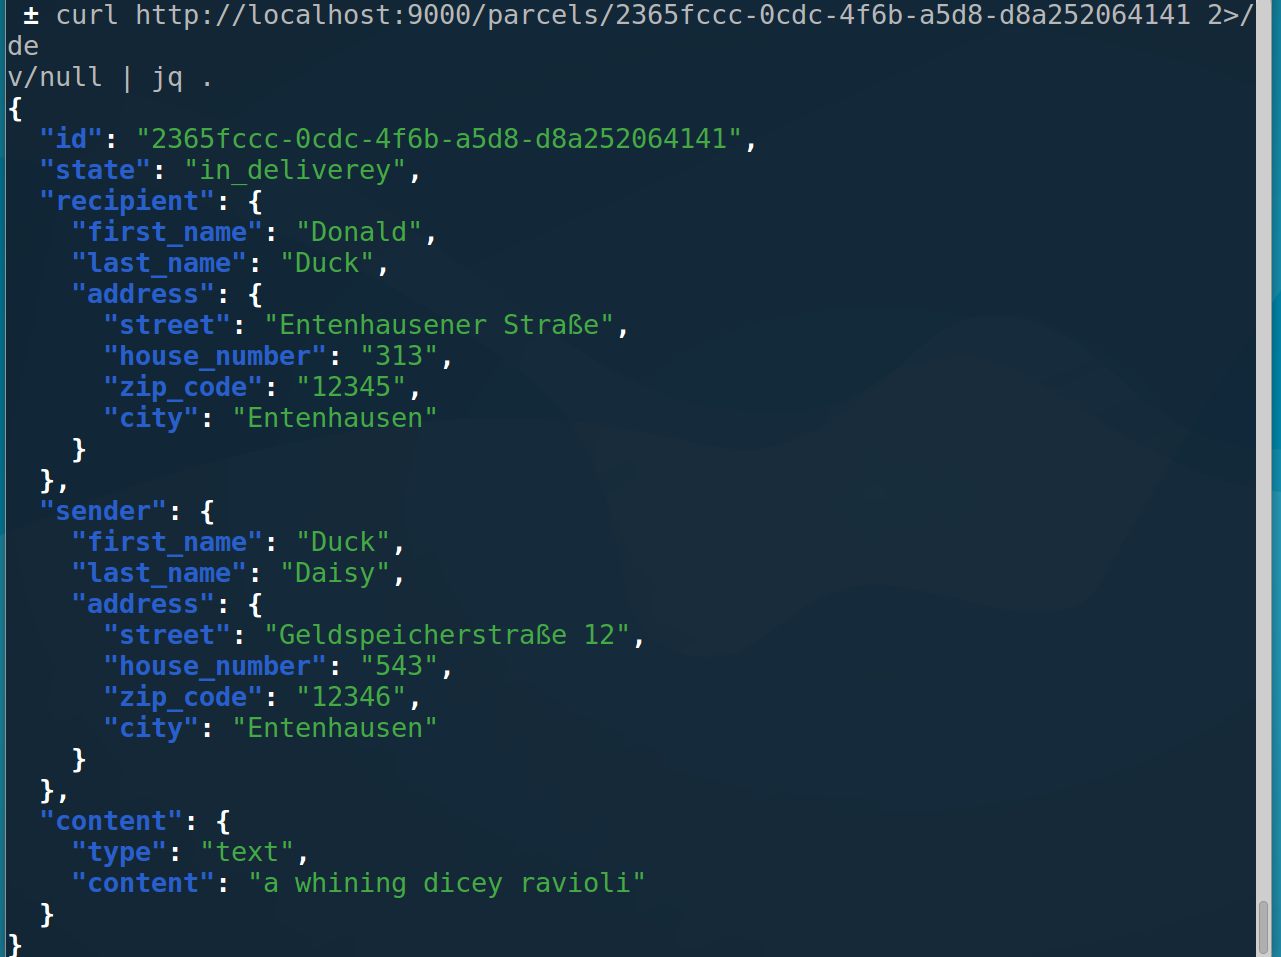 ± curl http://localhost:9000/parcels/2365fccc-0cdc-4f6b-a5d8-d8a252064141 2>/
de
v/null | jq .
{
  "id": "2365fccc-0cdc-4f6b-a5d8-d8a252064141",
  "state": "in_deliverey",
  "recipient": {
    "first_name": "Donald",
    "last_name": "Duck",
    "address": {
      "street": "Entenhausener Straße",
      "house_number": "313",
      "zip_code": "12345",
      "city": "Entenhausen"
    }
  },
  "sender": {
    "first_name": "Duck",
    "last_name": "Daisy",
    "address": {
      "street": "Geldspeicherstraße 12",
      "house_number": "543",
      "zip_code": "12346",
      "city": "Entenhausen"
    }
  },
  "content": {
    "type": "text",
    "content": "a whining dicey ravioli"
  }
}